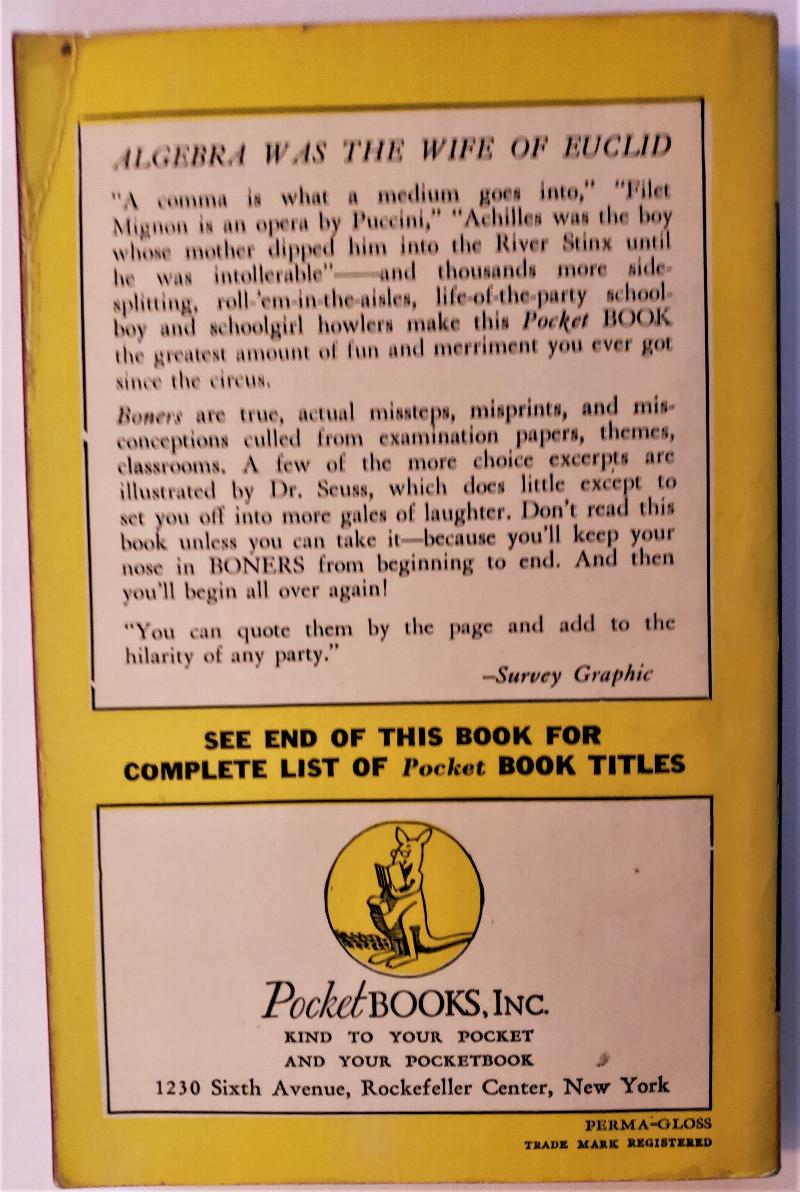 ALGEBRA WAS THE WIFE OF EUCLID
"A comma is what a medium goes into," "Filet
Mignon is an opera by Puccini," "Achilles was the boy
whose mother dipped him into the River Stinx until
he was intollerable"—and thousands more side-
splitting, roll-'em-in-the-aisles, life-of-the-party school-
boy and schoolgirl howlers make this Pocket BOOK
the greatest amount of fun and merriment you ever got
since the circus.
Boners are true, actual missteps, misprints, and mis-
conceptions culled from examination papers, themes,
classrooms. A few of the more choice excerpts are
illustrated by Dr. Seuss, which does little except to
set you off into more gales of laughter. Don't read this
book unless you can take it—because you'll keep your
nose in BONERS from beginning to end. And then
you'll begin all over again!
"You can quote them by the page and add to the
hilarity of any party."
—Survey Graphic
SEE END OF THIS BOOK FOR
COMPLETE LIST OF Pocket BOOK TITLES
Pocket BOOKS, INC.
KIND TO YOUR POCKET
AND YOUR POCKETBOOK
1230 Sixth Avenue, Rockefeller Center, New York
PERMA-GLOSS
TRADE MARK REGISTERED